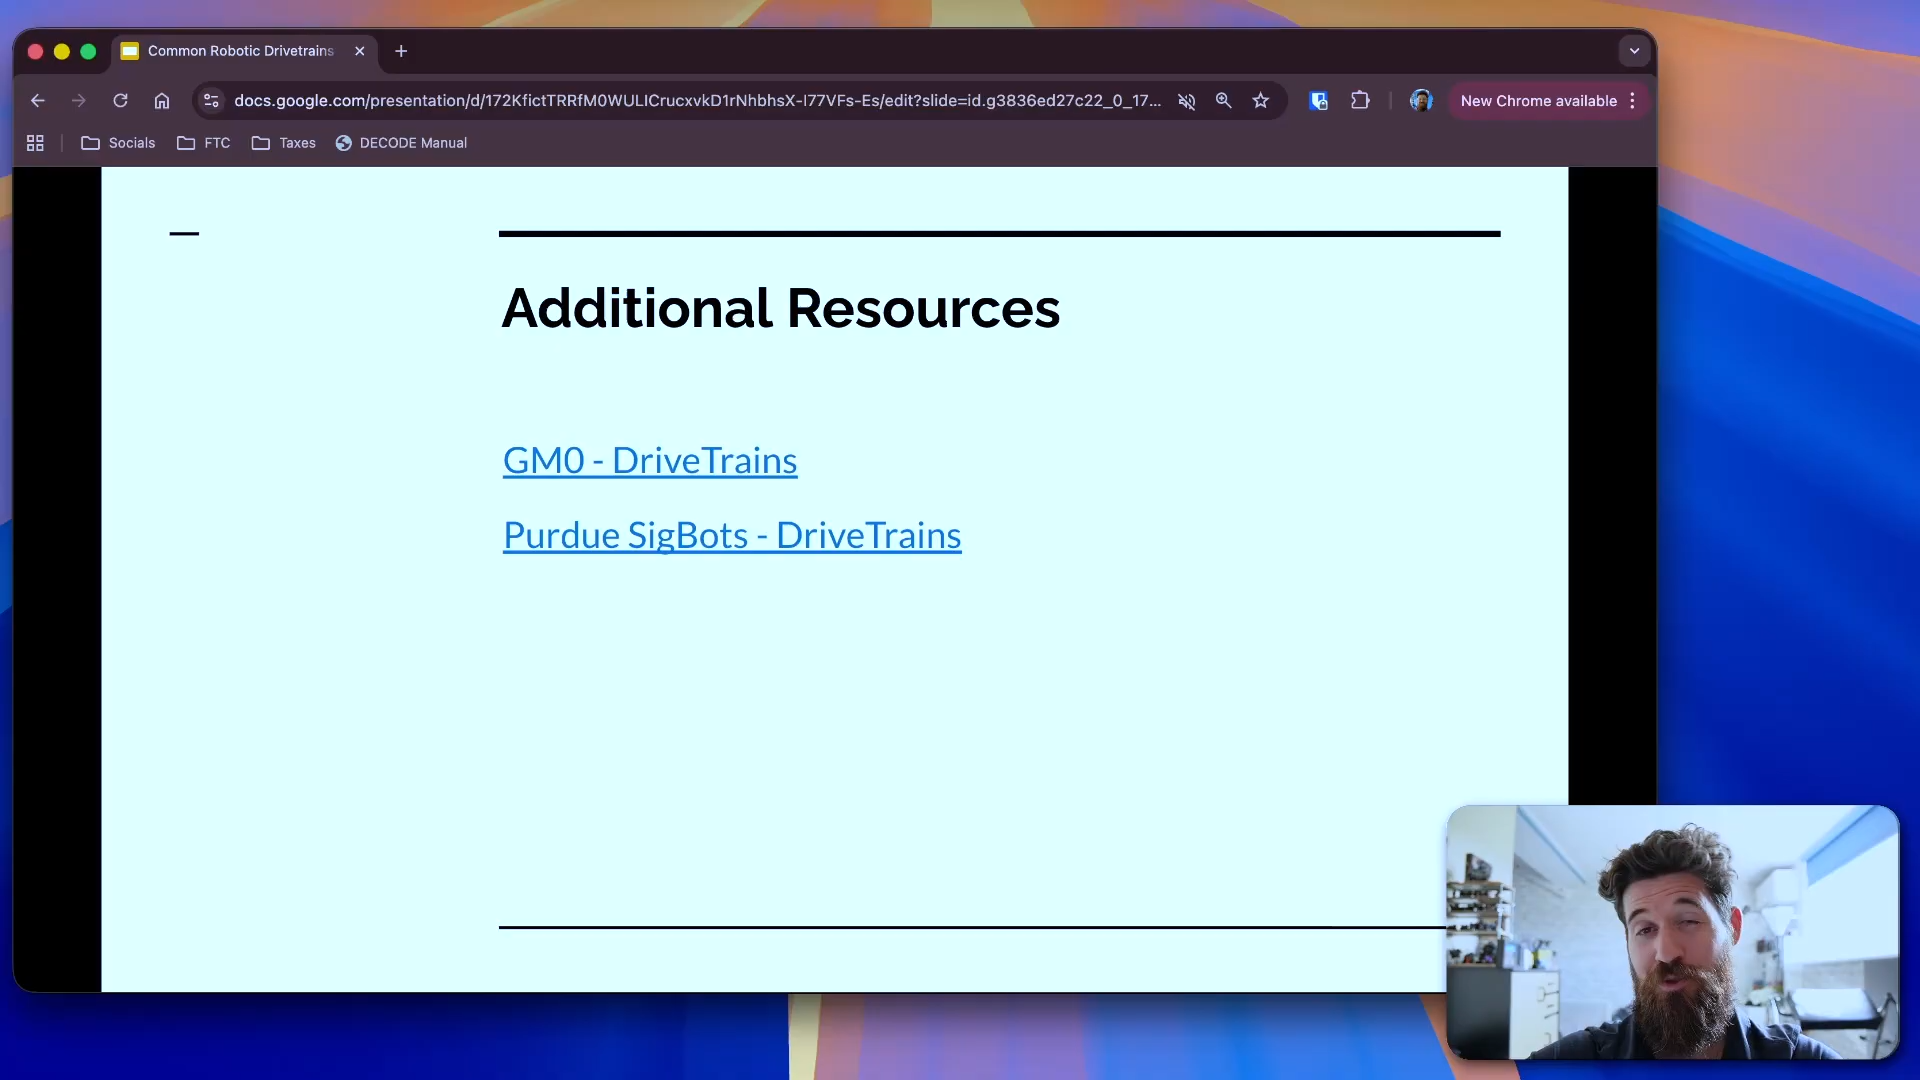 Common Robotic Drivetrains
docs.google.com/presentation/d/172KfictTRRfM0WULICrucxvkD1rNhbhsX-I77VFs-Es/edit?slide=id.g3836ed27c22_0_17...
New Chrome available
Socials
FTC
Taxes
DECODE Manual
Additional Resources
GM0 - DriveTrains
Purdue SigBots - DriveTrains